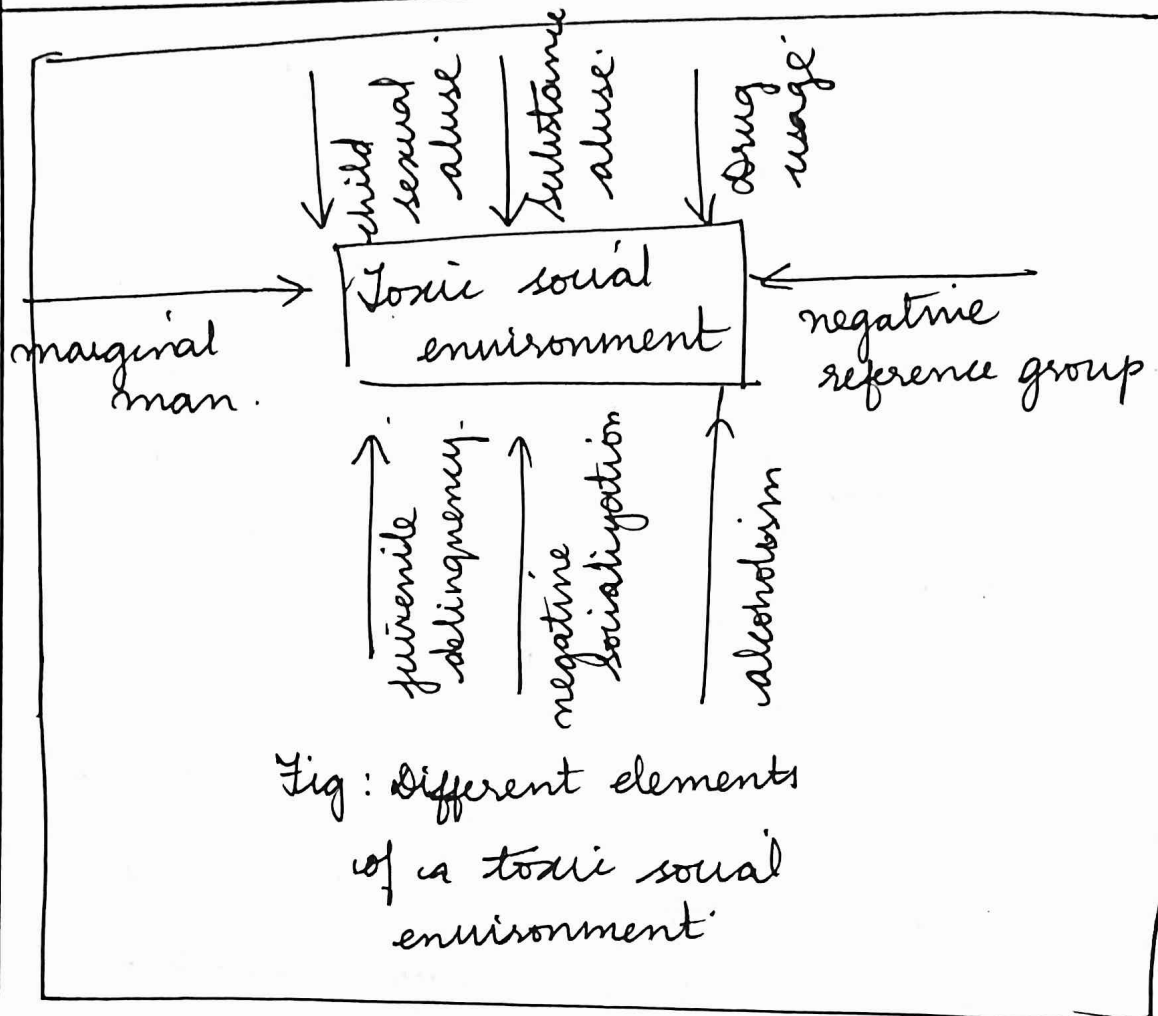 child
sexual
abuse
substance
abuse
Drug
usage
Toxic social
environment
marginal
man.
negative
reference group
juvenile
delinquency.
negative
socialization
alcoholism
Fig : Different elements
of a toxic social
environment